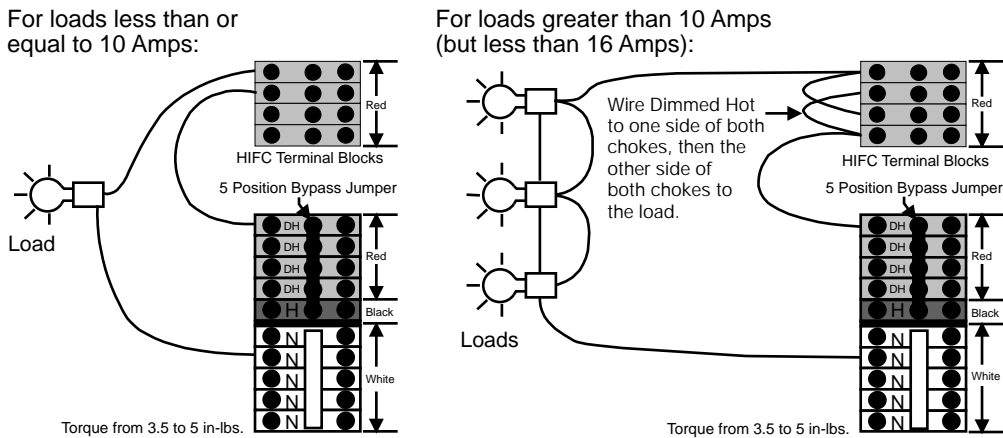 For loads less than or
equal to 10 Amps:
Red
HIFC Terminal Blocks
5 Position Bypass Jumper
Load
DH
DH
DH
DH
Red
H
Black
N
N
N
N
N
White
Torque from 3.5 to 5 in-lbs.
For loads greater than 10 Amps
(but less than 16 Amps):
Wire Dimmed Hot
to one side of both
chokes, then the
other side of
both chokes to
the load.
Red
HIFC Terminal Blocks
5 Position Bypass Jumper
Loads
DH
DH
DH
DH
Red
H
Black
N
N
N
N
N
White
Torque from 3.5 to 5 in-lbs.